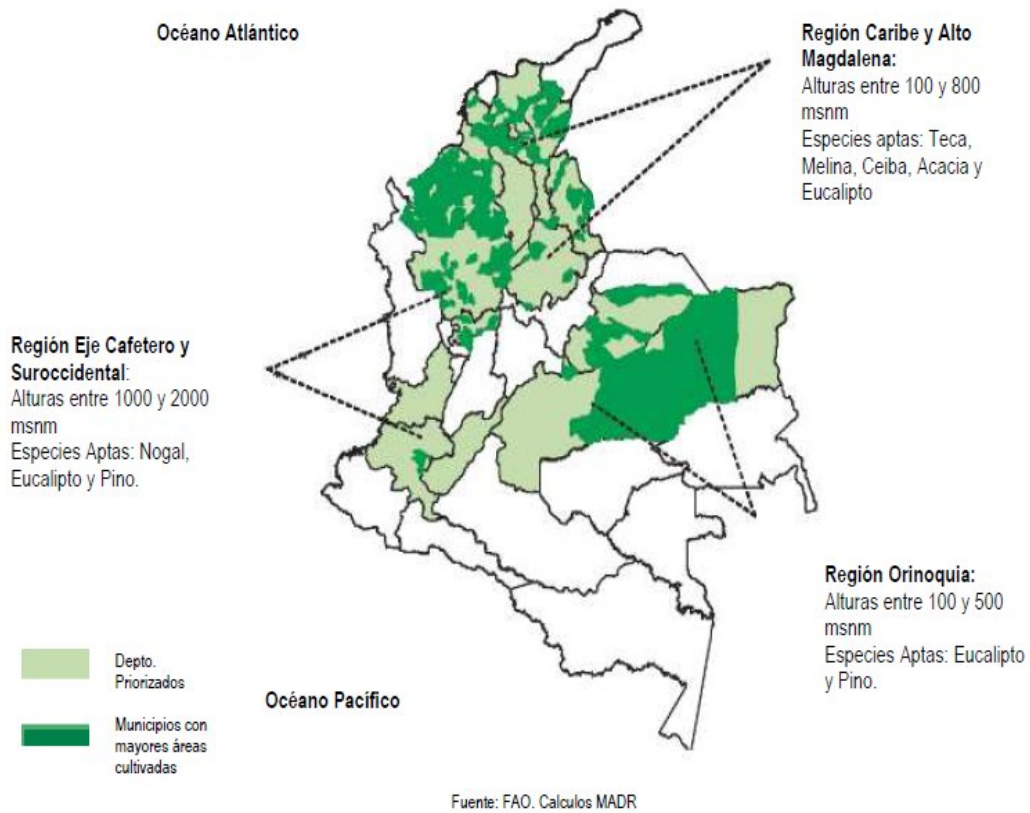 Océano Atlántico
Región Caribe y Alto
Magdalena:
Alturas entre 100 y 800
msnm
Especies aptas: Teca,
Melina, Ceiba, Acacia y
Eucalipto
Región Eje Cafetero y
Suroccidental:
Alturas entre 1000 y 2000
msnm
Especies Aptas: Nogal,
Eucalipto y Pino.
Región Orinoquia:
Alturas entre 100 y 500
msnm
Especies Aptas: Eucalipto
y Pino.
Depto.
Priorizados
Océano Pacífico
Municipios con
mayores áreas
cultivadas
Fuente: FAO. Calculos MADR